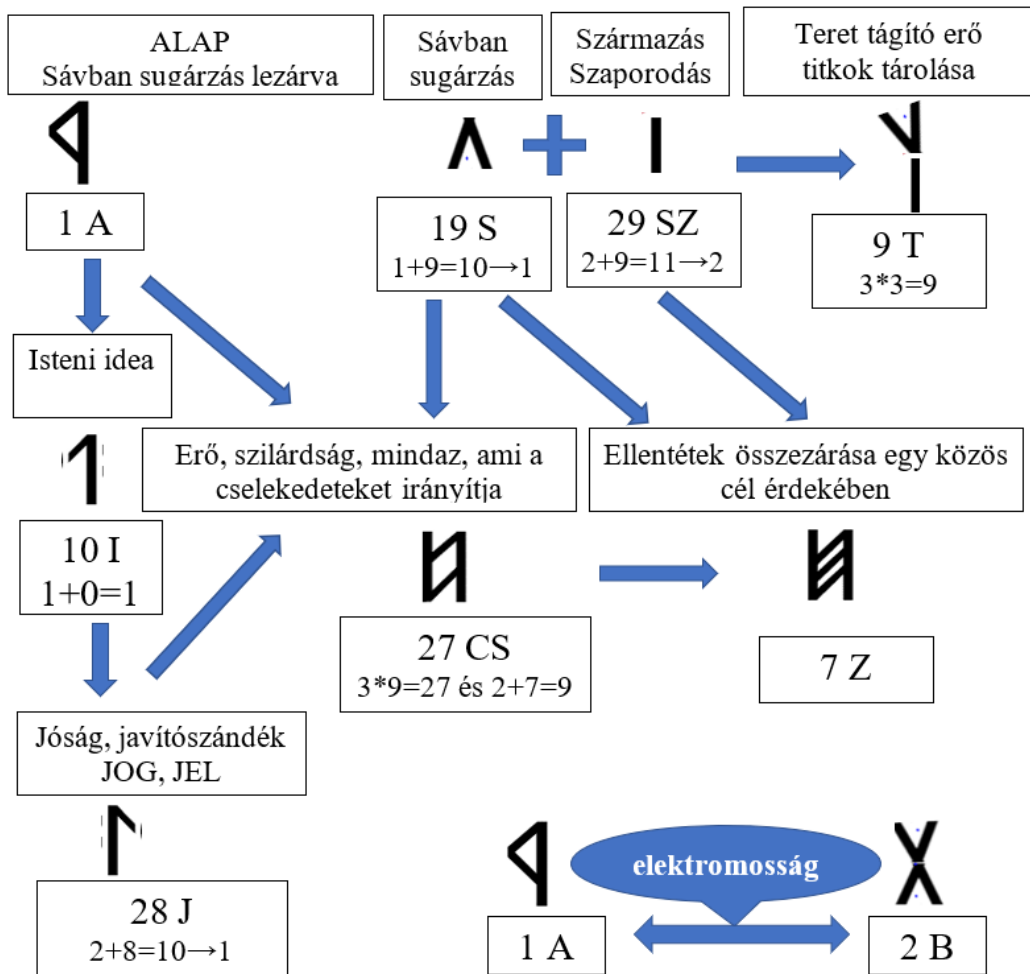 ALAP
Sávban sugárzás lezárva
𐲀
1 A
Sávban
sugárzás
𐲥
19 S
1+9=10→1
Származás
Szaporodás
𐲤
29 SZ
2+9=11→2
Teret tágító erő
titkok tárolása
𐲦
9 T
3*3=9
Isteni idea
𐲐
10 I
1+0=1
Erő, szilárdság, mindaz, ami a
cselekedeteket irányítja
𐲆
27 CS
3*9=27 és 2+7=9
Ellentétek összezárása egy közös
cél érdekében
𐲯
7 Z
Jóság, javítószándék
JOG, JEL
𐲒
28 J
2+8=10→1
𐲀
1 A
elektromosság
𐲂
2 B